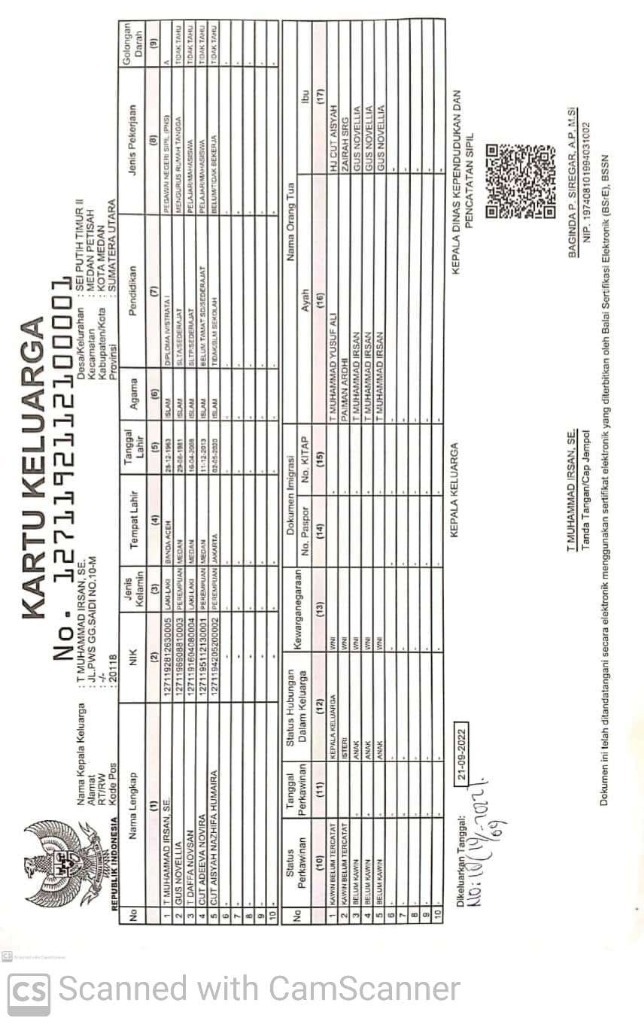 KARTU KELUARGA
No. 1271192112100001
Nama Kepala Keluarga : T MUHAMMAD IRSAN, SE.
Alamat : JL.PWS GG.SAIDI NO.10-M
RT/RW : -/-
Kode Pos : 20118
Desa/Kelurahan : SEI PUTIH TIMUR II
Kecamatan : MEDAN PETISAH
Kabupaten/Kota : KOTA MEDAN
Provinsi : SUMATERA UTARA
REPUBLIK INDONESIA
No Nama Lengkap NIK Jenis Kelamin Tempat Lahir Tanggal Lahir Agama Pendidikan Jenis Pekerjaan Golongan Darah
(1) (2) (3) (4) (5) (6) (7) (8) (9)
1 T MUHAMMAD IRSAN, SE. 1271192812630005 LAKI-LAKI BANDA ACEH 28-12-1963 ISLAM DIPLOMA IV/STRATA I PEGAWAI NEGERI SIPIL (PNS) A
2 GUS NOVELLIA 1271196908810003 PEREMPUAN MEDAN 29-08-1981 ISLAM SLTA/SEDERAJAT MENGURUS RUMAH TANGGA TIDAK TAHU
3 T DAFFA NOVSAN 1271191604080004 LAKI-LAKI MEDAN 16-04-2008 ISLAM SLTP/SEDERAJAT PELAJAR/MAHASISWA TIDAK TAHU
4 CUT ADEEVA NOVIRA 1271195112130001 PEREMPUAN MEDAN 11-12-2013 ISLAM BELUM TAMAT SD/SEDERAJAT PELAJAR/MAHASISWA TIDAK TAHU
5 CUT AISYAH NAZHIFA HUMAIRA 1271194205200002 PEREMPUAN JAKARTA 02-05-2020 ISLAM TIDAK/BLM SEKOLAH BELUM/TIDAK BEKERJA TIDAK TAHU
6 - - - - - - - - -
7 - - - - - - - - -
8 - - - - - - - - -
9 - - - - - - - - -
10 - - - - - - - - -
No Status Perkawinan Tanggal Perkawinan Status Hubungan Dalam Keluarga Kewarganegaraan Dokumen Imigrasi No. Paspor No. KITAP Nama Orang Tua Ayah Ibu
(10) (11) (12) (13) (14) (15) (16) (17)
1 KAWIN BELUM TERCATAT - KEPALA KELUARGA WNI - - T MUHAMMAD YUSUF ALI HJ CUT AISYAH
2 KAWIN BELUM TERCATAT - ISTERI WNI - - PAIMAN ARDHI ZAIRAH SRG
3 BELUM KAWIN - ANAK WNI - - T MUHAMMAD IRSAN GUS NOVELLIA
4 BELUM KAWIN - ANAK WNI - - T MUHAMMAD IRSAN GUS NOVELLIA
5 BELUM KAWIN - ANAK WNI - - T MUHAMMAD IRSAN GUS NOVELLIA
6 - - - - - - - -
7 - - - - - - - -
8 - - - - - - - -
9 - - - - - - - -
10 - - - - - - - -
Dikeluarkan Tanggal: 21-09-2022
KEPALA KELUARGA
T MUHAMMAD IRSAN, SE.
Tanda Tangan/Cap Jempol
KEPALA DINAS KEPENDUDUKAN DAN
PENCATATAN SIPIL
BAGINDA P. SIREGAR, A.P, M.Si
NIP. 197408101994031002
Dokumen ini telah ditandatangani secara elektronik menggunakan sertifikat elektronik yang diterbitkan oleh Balai Sertifikasi Elektronik (BSrE), BSSN
CS Scanned with CamScanner